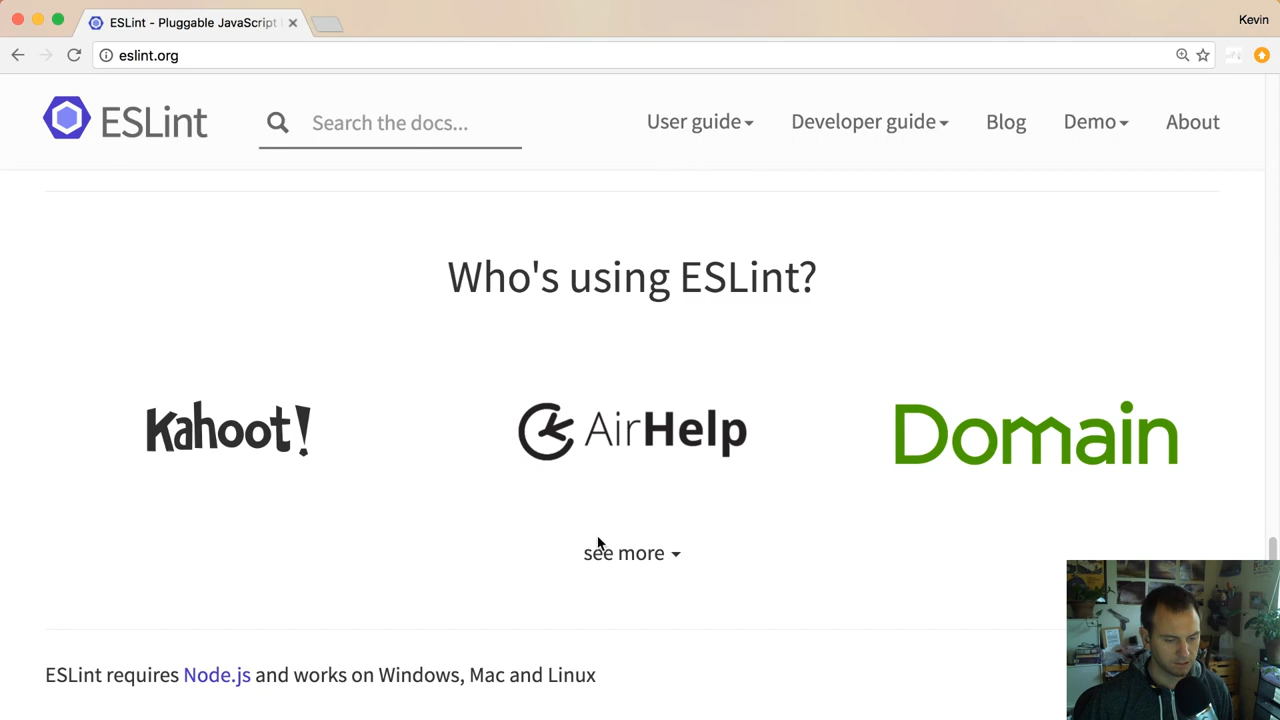 ESLint - Pluggable JavaScript
Kevin
eslint.org
ESLint
Search the docs...
User guide
Developer guide
Blog
Demo
About
Who's using ESLint?
Kahoot!
AirHelp
Domain
see more
ESLint requires Node.js and works on Windows, Mac and Linux